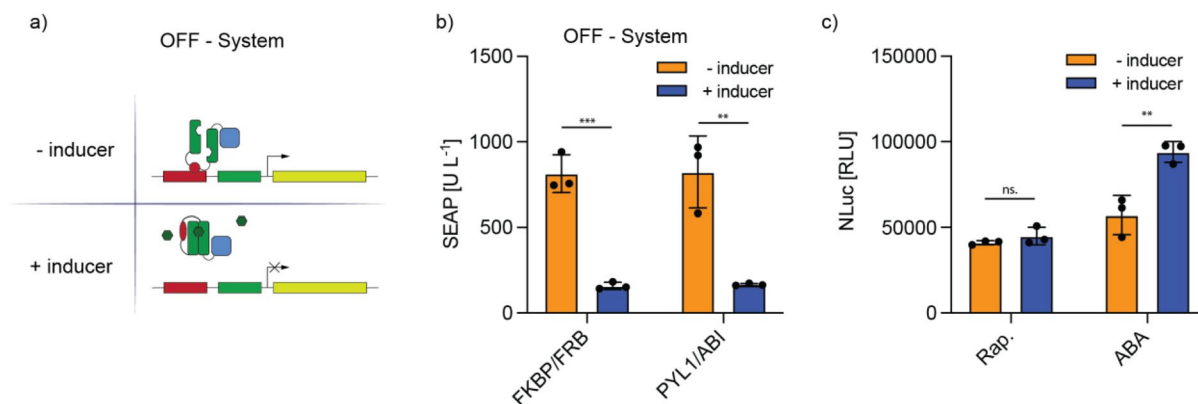 a)
OFF - System
- inducer
+ inducer
b)
OFF - System
SEAP [U L-1]
1500
1000
500
0
- inducer
+ inducer
***
**
FKBP/FRB
PYL1/ABI
c)
NLuc [RLU]
150000
100000
50000
0
- inducer
+ inducer
ns.
**
Rap.
ABA